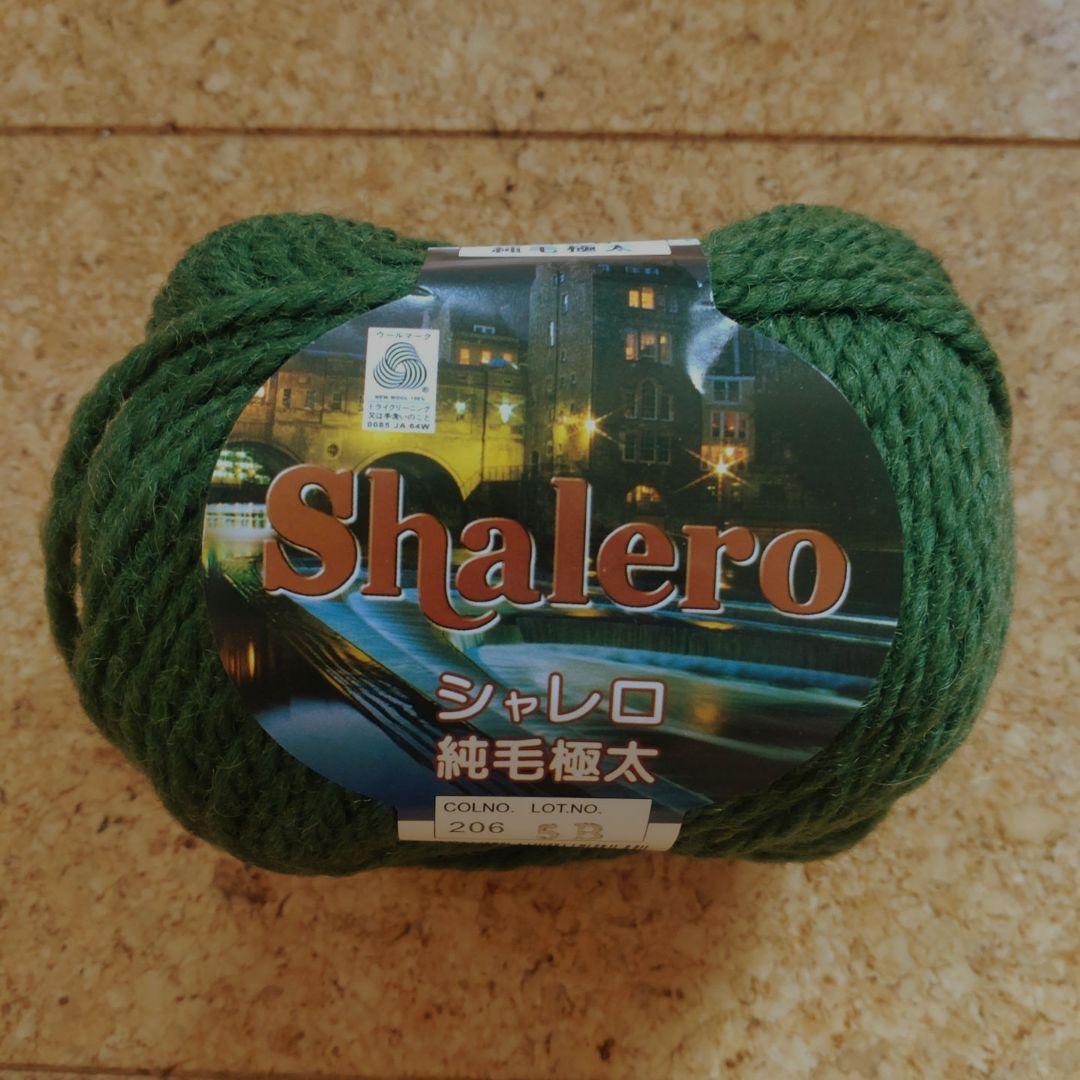 純毛極太
ウールマーク
NEW WOOL 100%
ドライクリーニング
又は手洗いのこと
0085 JA 64W
Shalero
シャレロ
純毛極太
COLNO. LOT.NO.
206 5B